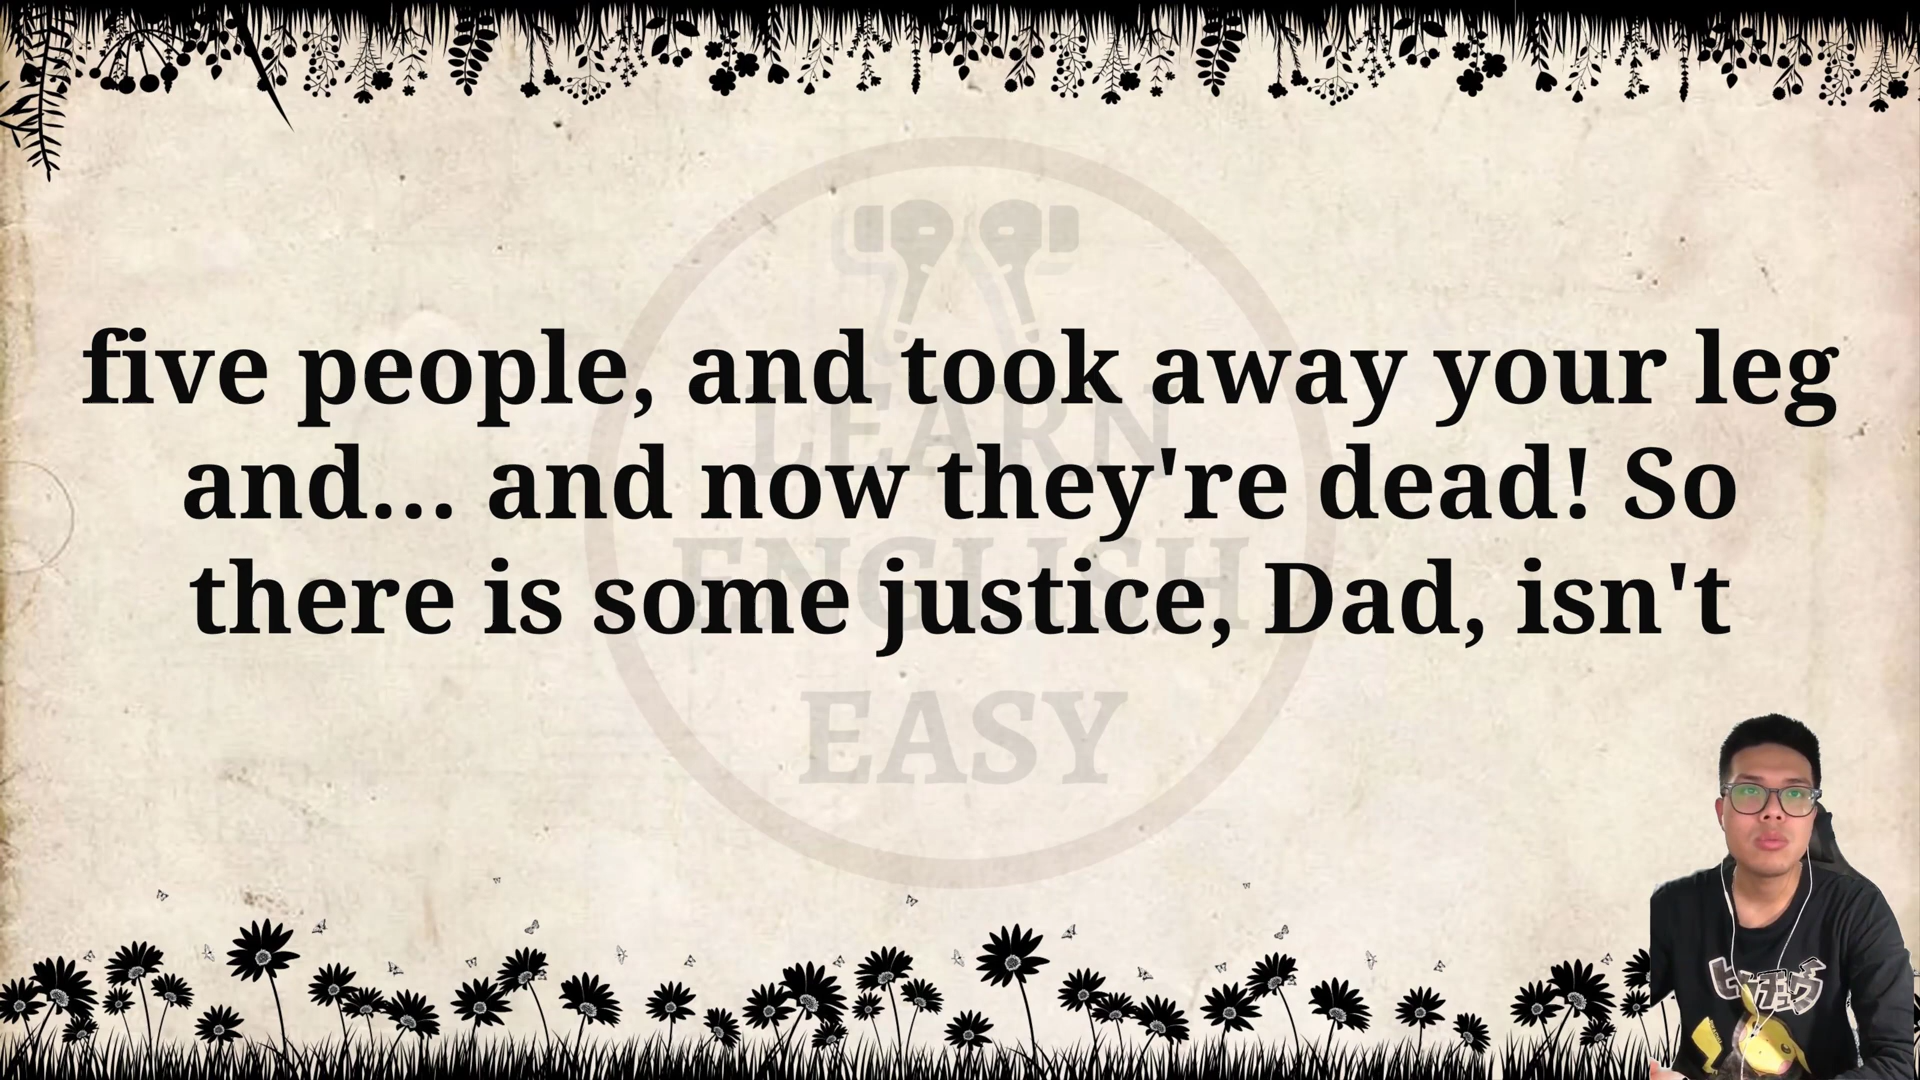 five people, and took away your leg
and... and now they're dead! So
there is some justice, Dad, isn't
LEARN
ENGLISH
EASY